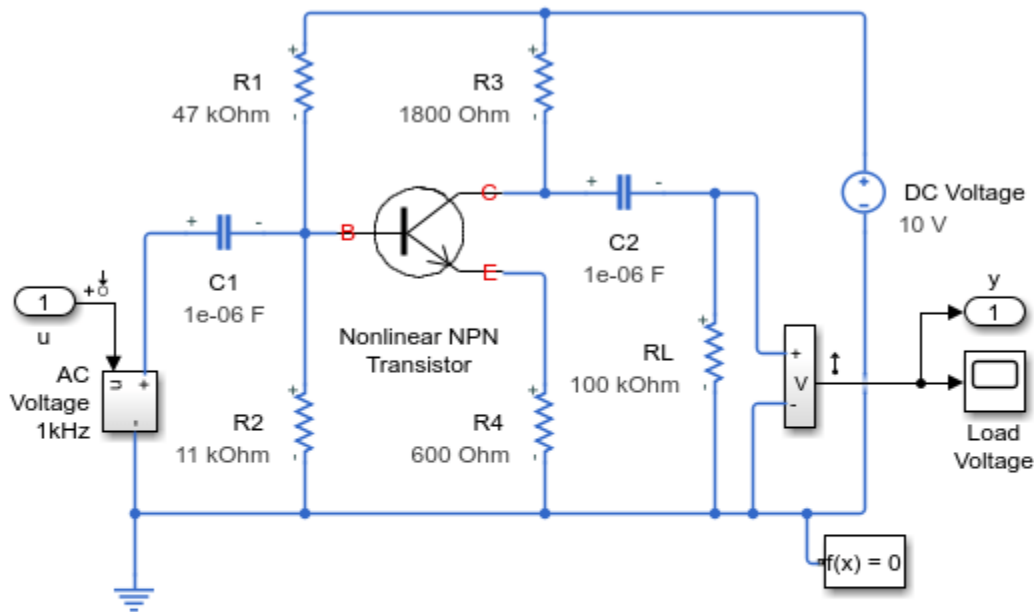 R1
47 kOhm
R3
1800 Ohm
+
-
+
-
DC Voltage
10 V
+
-
B
C
E
+
-
C1
1e-06 F
+
-
C2
1e-06 F
1
u
+
AC
Voltage
1kHz
u
+
-
Nonlinear NPN
Transistor
R2
11 kOhm
+
-
R4
600 Ohm
+
-
RL
100 kOhm
+
-
+
V
-
y
1
Load
Voltage
f(x) = 0